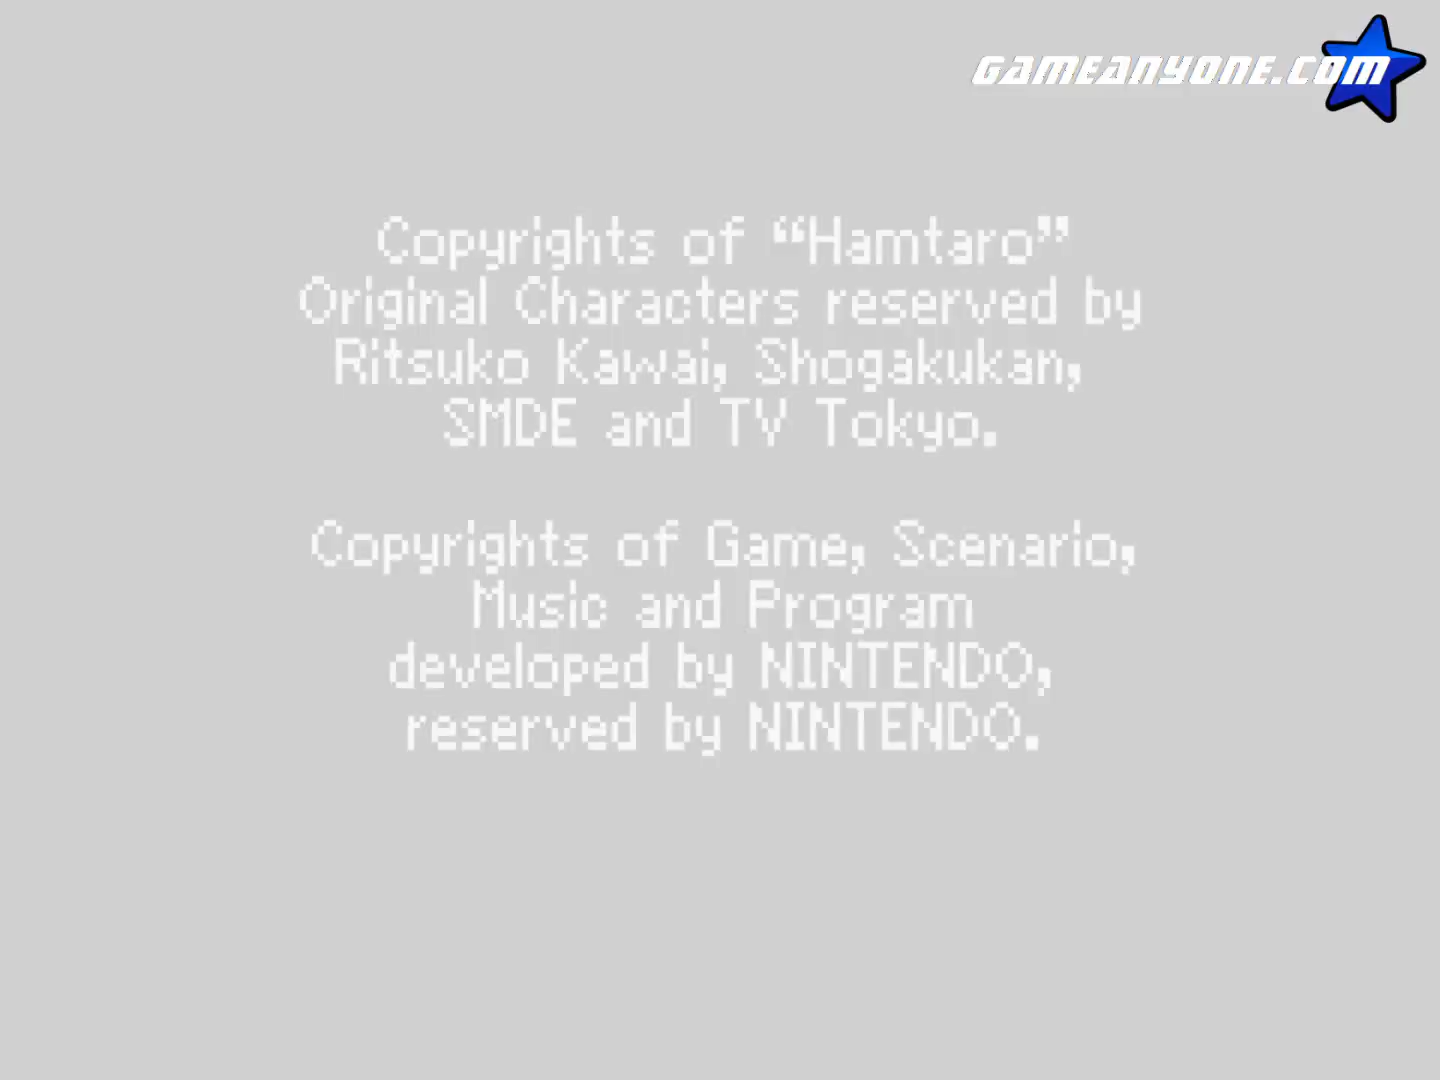 GAMEANYONE.COM
Copyrights of “Hamtaro”
Original Characters reserved by
Ritsuko Kawai, Shogakukan,
SMDE and TV Tokyo.
Copyrights of Game, Scenario,
Music and Program
developed by NINTENDO,
reserved by NINTENDO.